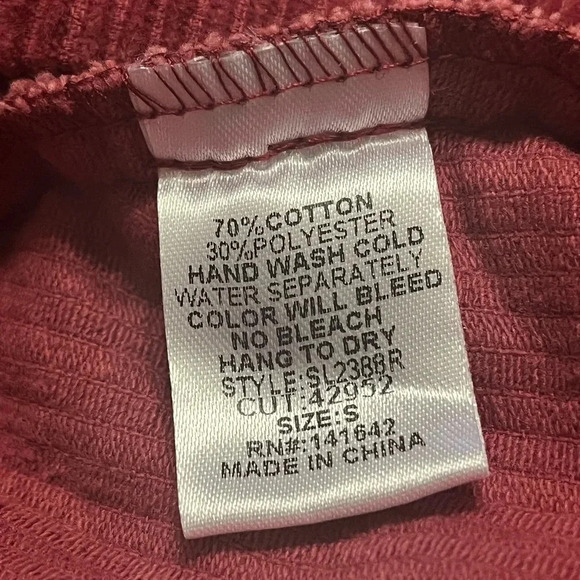 70%COTTON
30%POLYESTER
HAND WASH COLD
WATER SEPARATELY
COLOR WILL BLEED
NO BLEACH
HANG TO DRY
STYLE:SL2388R
CUT:42952
SIZE:S
RN#:141642
MADE IN CHINA